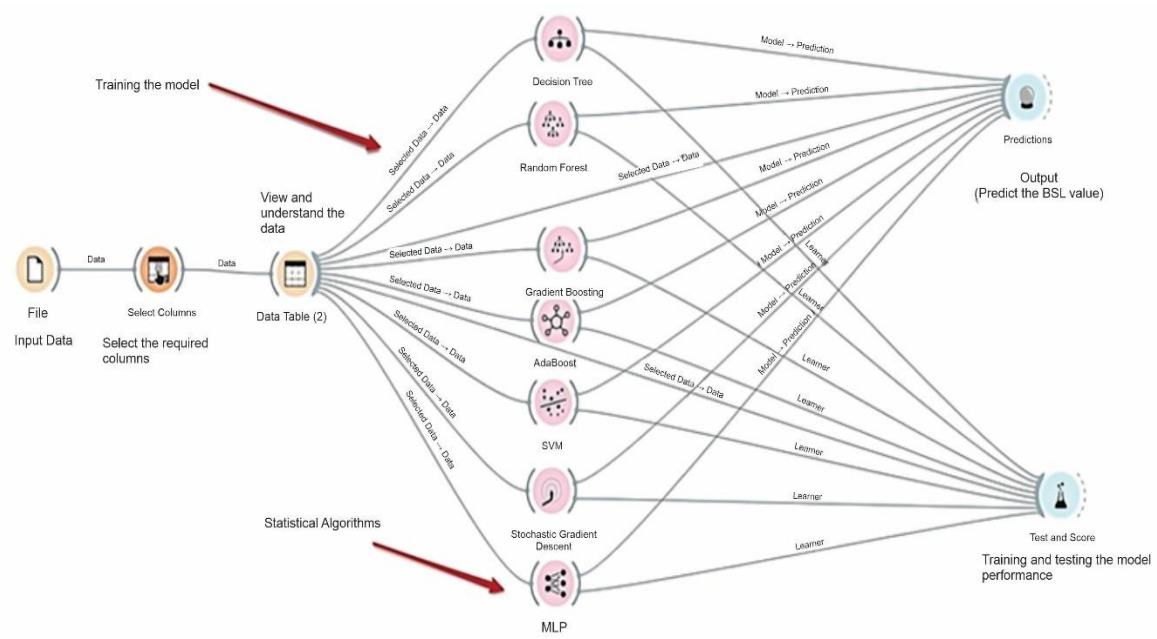 Training the model
View and
understand the
data
File
Input Data
Data
Select Columns
Select the required
columns
Data
Data Table (2)
Selected Data → Data
Selected Data → Data
Selected Data → Data
Selected Data → Data
Selected Data → Data
Selected Data → Data
Selected Data → Data
Selected Data → Data
Selected Data → Data
Decision Tree
Random Forest
Gradient Boosting
AdaBoost
SVM
Stochastic Gradient
Descent
MLP
Statistical Algorithms
Model → Prediction
Model → Prediction
Model → Prediction
Model → Prediction
Model → Prediction
Model → Prediction
Model → Prediction
Learner
Learner
Learner
Learner
Learner
Learner
Learner
Predictions
Output
(Predict the BSL value)
Test and Score
Training and testing the model
performance